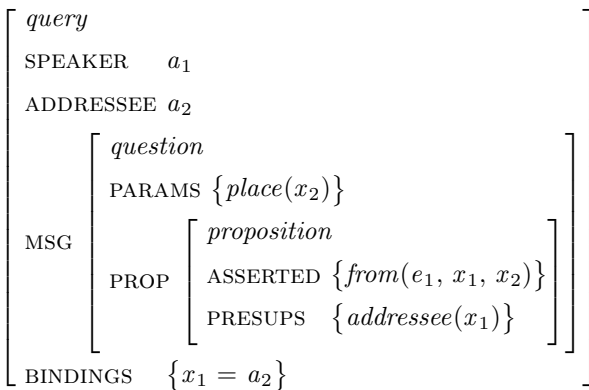 query
SPEAKER a₁
ADDRESSEE a₂
question
PARAMS {place(x₂)}
MSG
proposition
PROP
ASSERTED {from(e₁, x₁, x₂)}
PRESUPS {addressee(x₁)}
BINDINGS {x₁ = a₂}